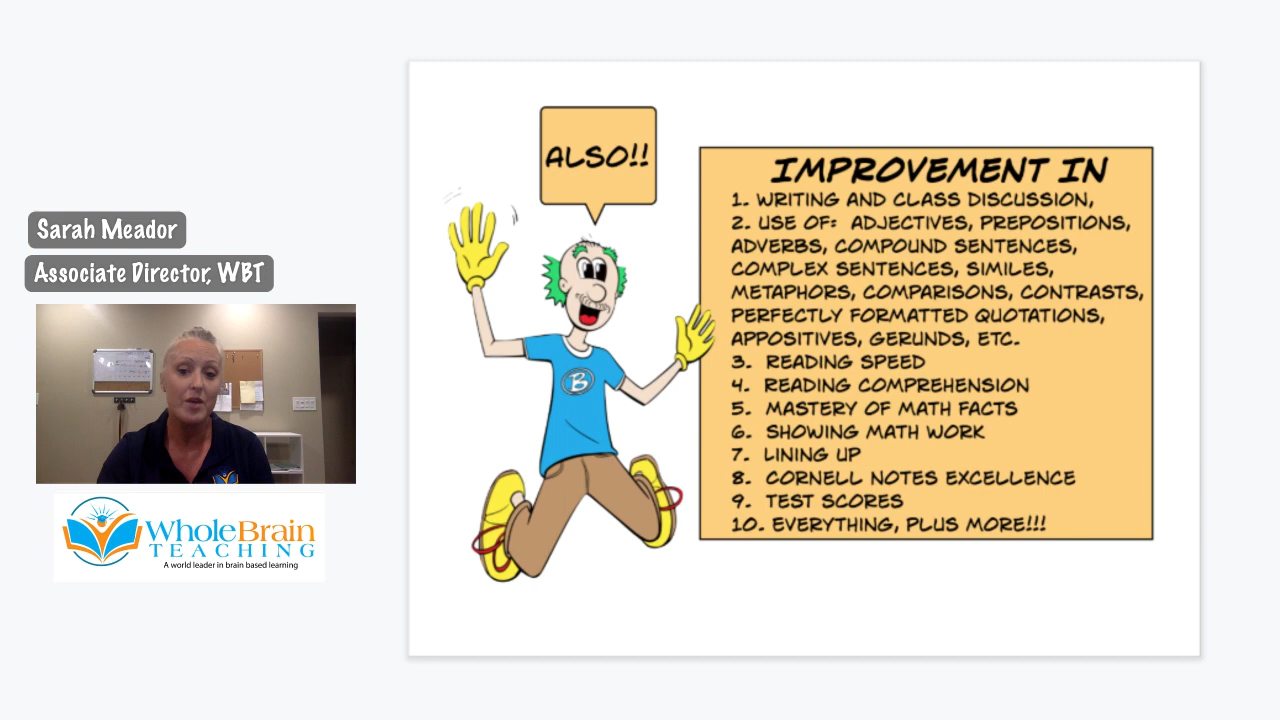 Sarah Meador
Associate Director, WBT
WholeBrain
TEACHING
A world leader in brain based learning
ALSO!!
B
IMPROVEMENT IN
1. WRITING AND CLASS DISCUSSION,
2. USE OF: ADJECTIVES, PREPOSITIONS,
ADVERBS, COMPOUND SENTENCES,
COMPLEX SENTENCES, SIMILES,
METAPHORS, COMPARISONS, CONTRASTS,
PERFECTLY FORMATTED QUOTATIONS,
APPOSITIVES, GERUNDS, ETC.
3. READING SPEED
4. READING COMPREHENSION
5. MASTERY OF MATH FACTS
6. SHOWING MATH WORK
7. LINING UP
8. CORNELL NOTES EXCELLENCE
9. TEST SCORES
10. EVERYTHING, PLUS MORE!!!